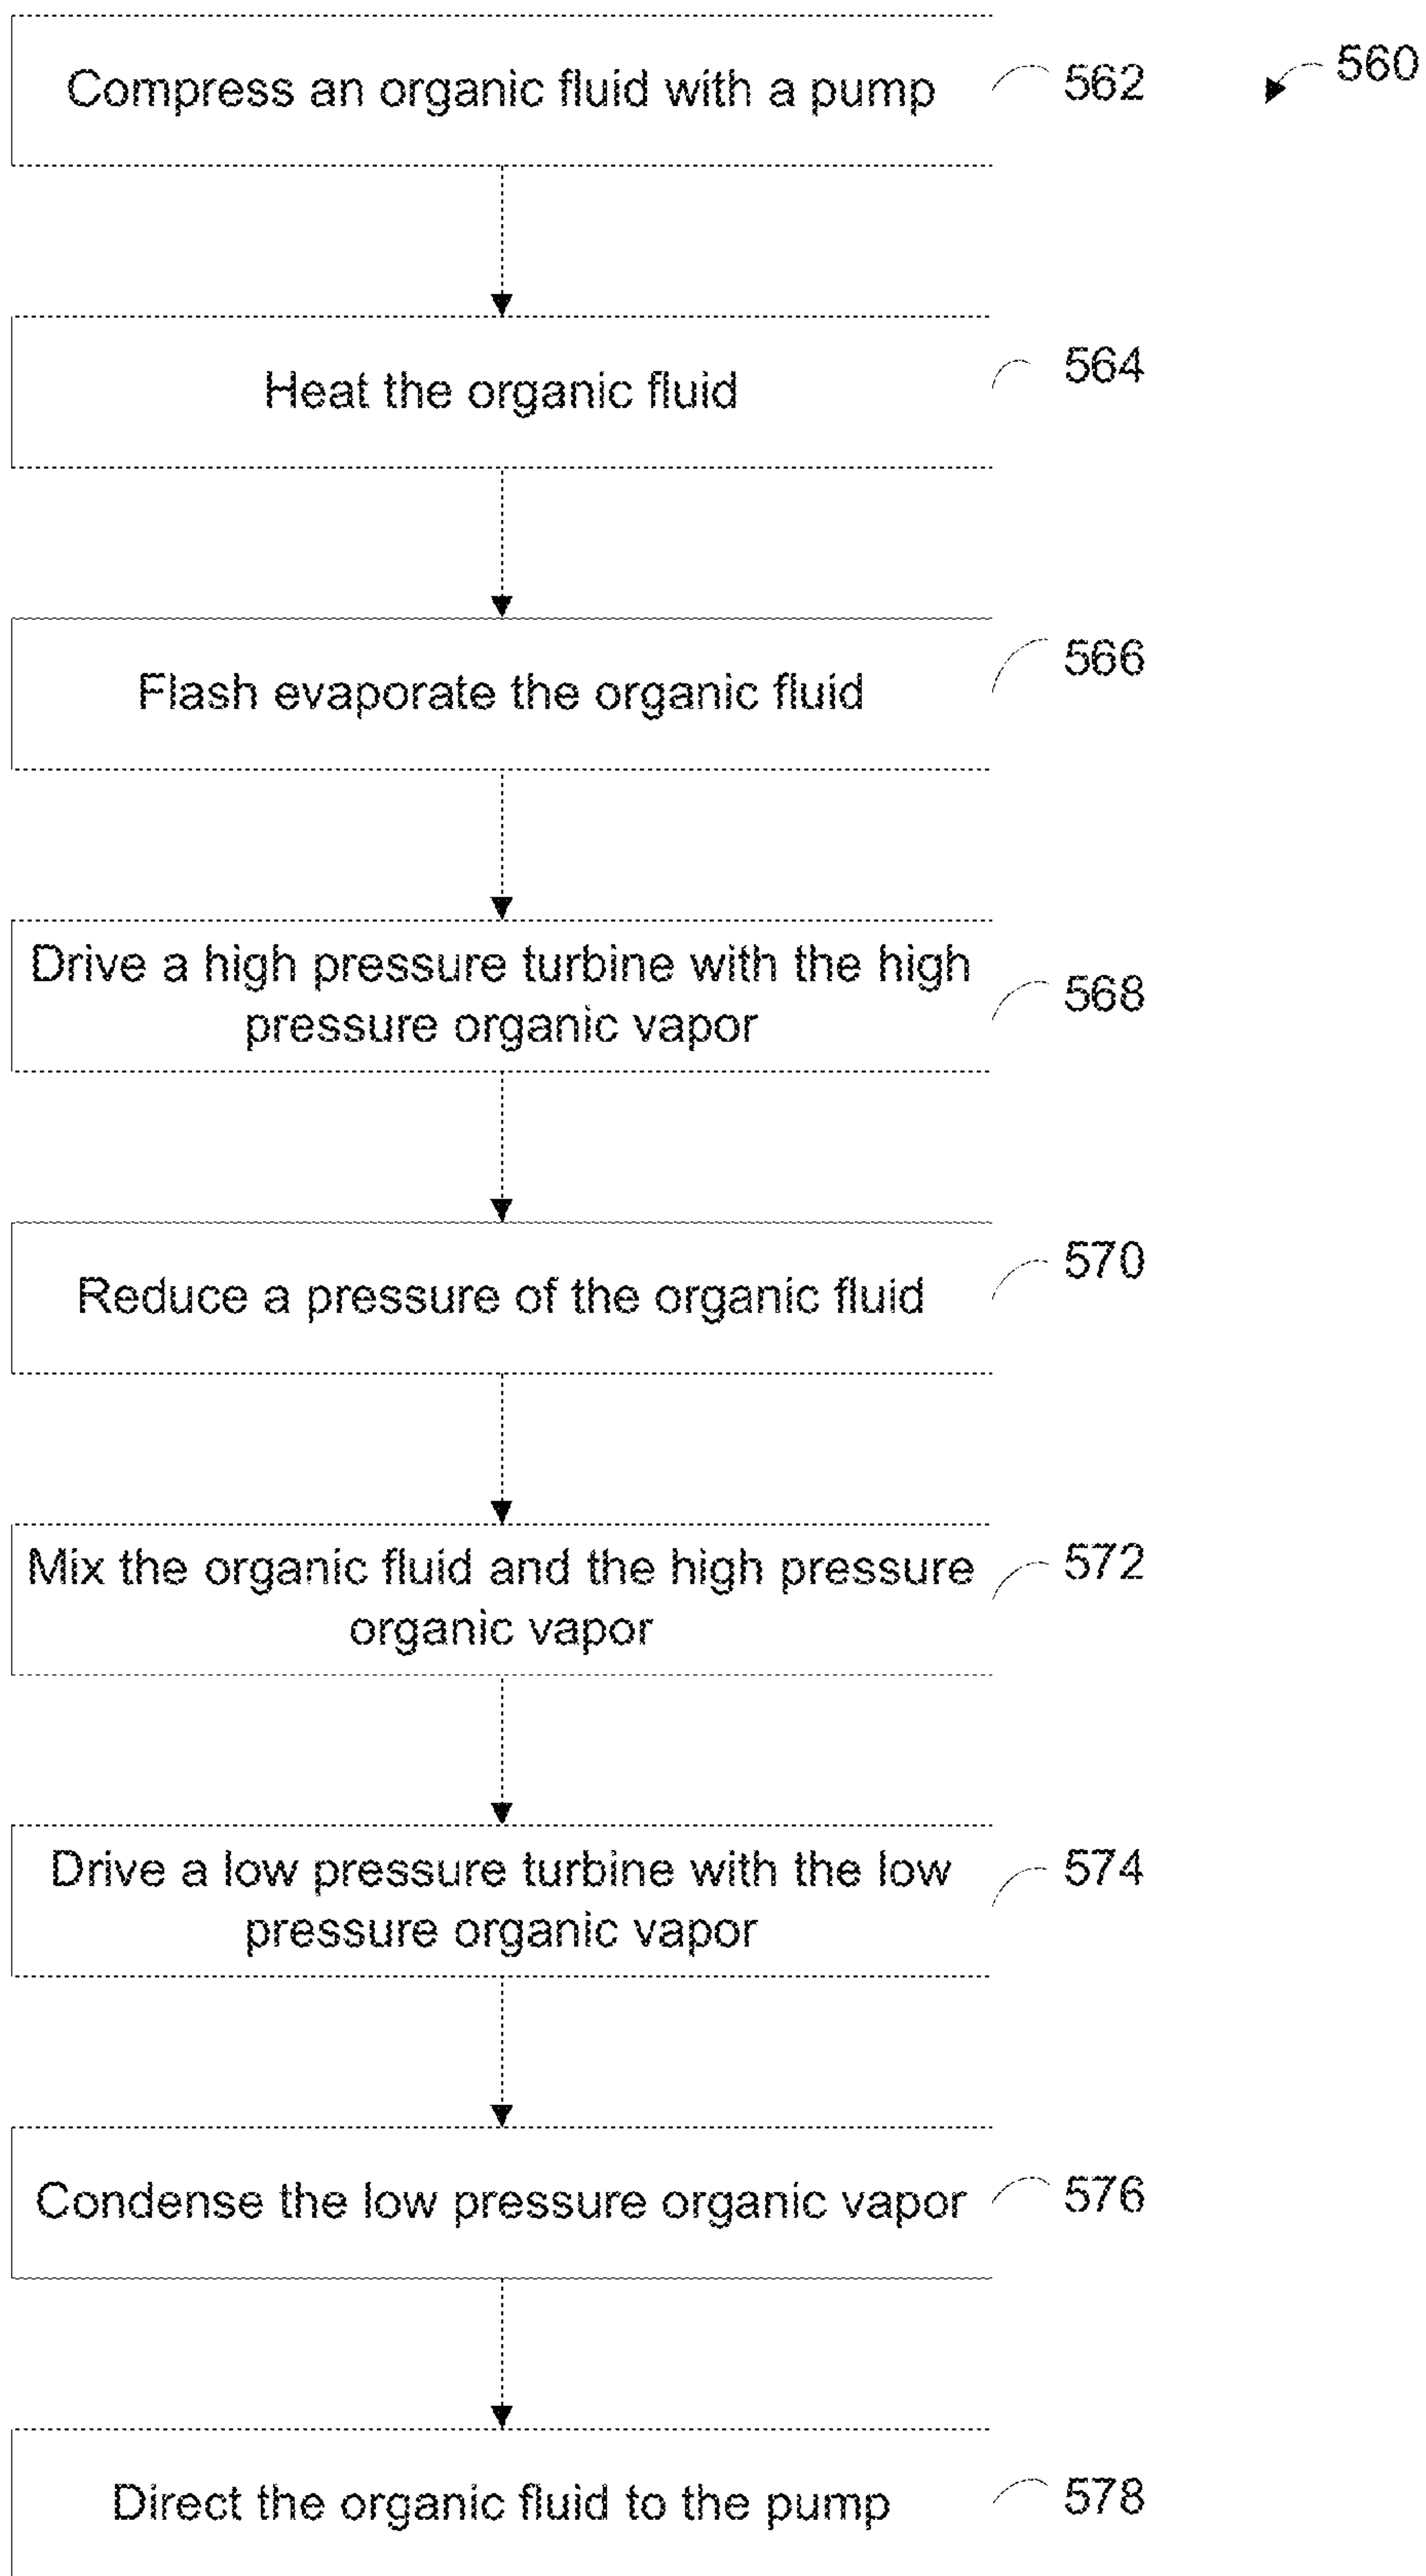 Compress an organic fluid with a pump
562
560
Heat the organic fluid
564
Flash evaporate the organic fluid
566
Drive a high pressure turbine with the high
pressure organic vapor
568
Reduce a pressure of the organic fluid
570
Mix the organic fluid and the high pressure
organic vapor
572
Drive a low pressure turbine with the low
pressure organic vapor
574
Condense the low pressure organic vapor
576
Direct the organic fluid to the pump
578